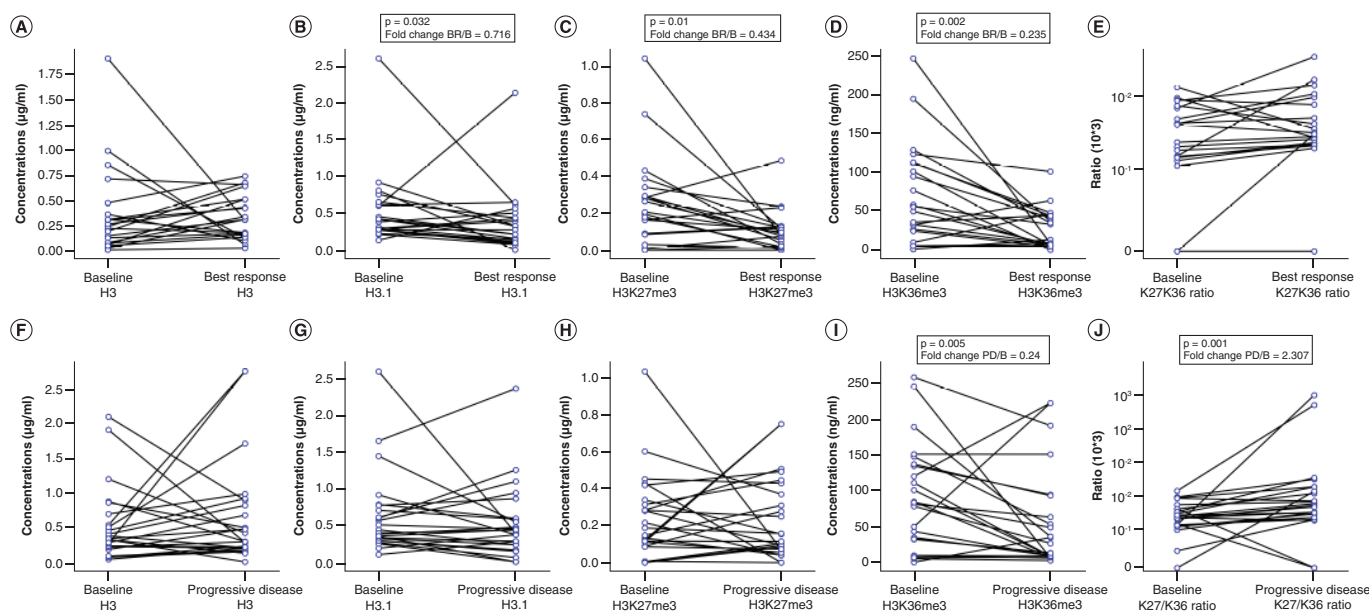 A
B
p = 0.032
Fold change BR/B = 0.716
C
p = 0.01
Fold change BR/B = 0.434
D
p = 0.002
Fold change BR/B = 0.235
E
Concentrations (µg/ml)
1.75
1.50
1.25
1.00
0.75
0.50
0.25
0.00
Baseline
H3
Best response
H3
Concentrations (µg/ml)
2.5
2.0
1.5
1.0
0.5
0.0
Baseline
H3.1
Best response
H3.1
Concentrations (µg/ml)
1.0
0.8
0.6
0.4
0.2
0.0
Baseline
H3K27me3
Best response
H3K27me3
Concentrations (ng/ml)
250
200
150
100
50
0
Baseline
H3K36me3
Best response
H3K36me3
Ratio (10*3)
10-2
10-1
0
Baseline
K27K36 ratio
Best response
K27K36 ratio
F
G
H
I
p = 0.005
Fold change PD/B = 0.24
J
p = 0.001
Fold change PD/B = 2.307
Concentrations (µg/ml)
2.5
2.0
1.5
1.0
0.5
0.0
Baseline
H3
Progressive disease
H3
Concentrations (µg/ml)
2.5
2.0
1.5
1.0
0.5
0.0
Baseline
H3.1
Progressive disease
H3.1
Concentrations (µg/ml)
1.0
0.8
0.6
0.4
0.2
0.0
Baseline
H3K27me3
Progressive disease
H3K27me3
Concentrations (ng/ml)
250
200
150
100
50
0
Baseline
H3K36me3
Progressive disease
H3K36me3
Ratio (10*3)
10³
10²
10-2
10-2
10-1
0
Baseline
K27/K36 ratio
Progressive disease
K27/K36 ratio